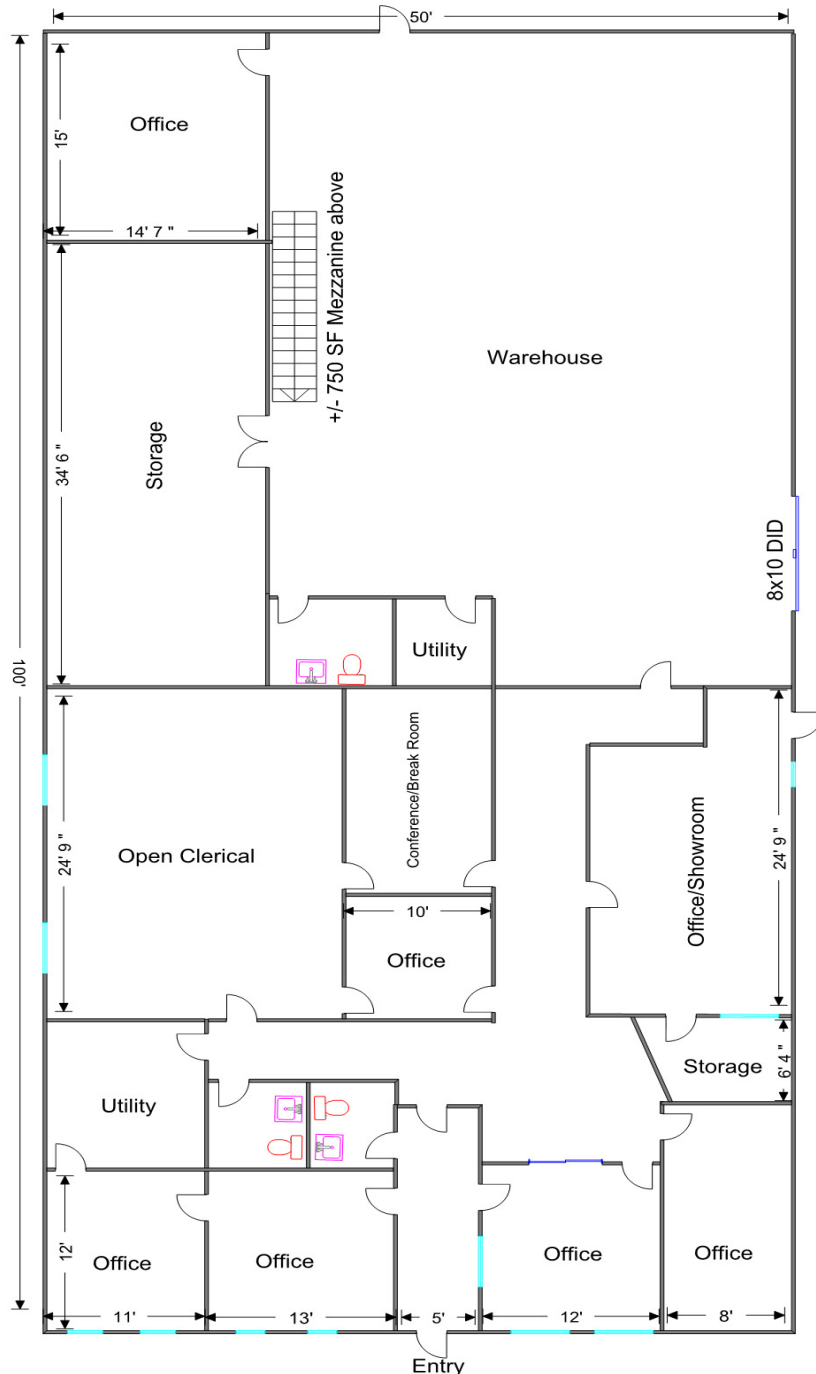 50'
Office
15'
14' 7 "
+/- 750 SF Mezzanine above
Warehouse
Storage
34' 6 "
8x10 DID
Utility
100'
Conference/Break Room
Open Clerical
24' 9 "
Office/Showroom
24' 9 "
10'
Office
Storage
6' 4 "
Utility
Office
12'
Office
Office
Office
11'
13'
5'
12'
8'
Entry